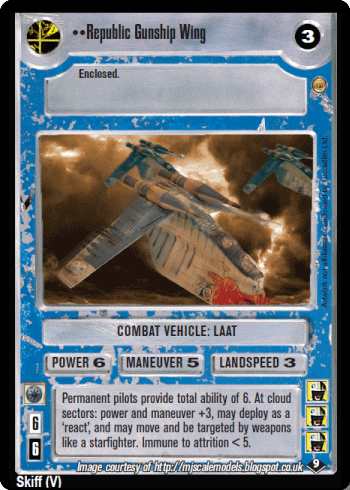 ••Republic Gunship Wing
3
Enclosed.
COMBAT VEHICLE: LAAT
POWER 6
MANEUVER 5
LANDSPEED 3
Permanent pilots provide total ability of 6. At cloud
sectors: power and maneuver +3, may deploy as a
'react', and may move and be targeted by weapons
like a starfighter. Immune to attrition < 5.
6
6
9
Image courtesy of http://mjscalemodels.blogspot.co.uk
Skiff (V)